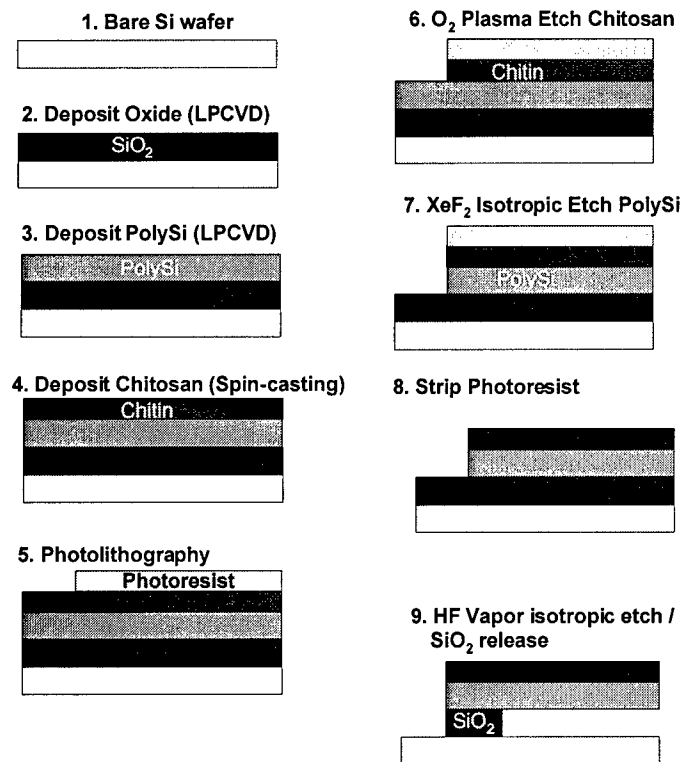 1. Bare Si wafer
2. Deposit Oxide (LPCVD)
SiO₂
3. Deposit PolySi (LPCVD)
PolySi
4. Deposit Chitosan (Spin-casting)
Chitin
5. Photolithography
Photoresist
6. O₂ Plasma Etch Chitosan
Chitin
7. XeF₂ Isotropic Etch PolySi
PolySi
8. Strip Photoresist
9. HF Vapor isotropic etch /
SiO₂ release
SiO₂